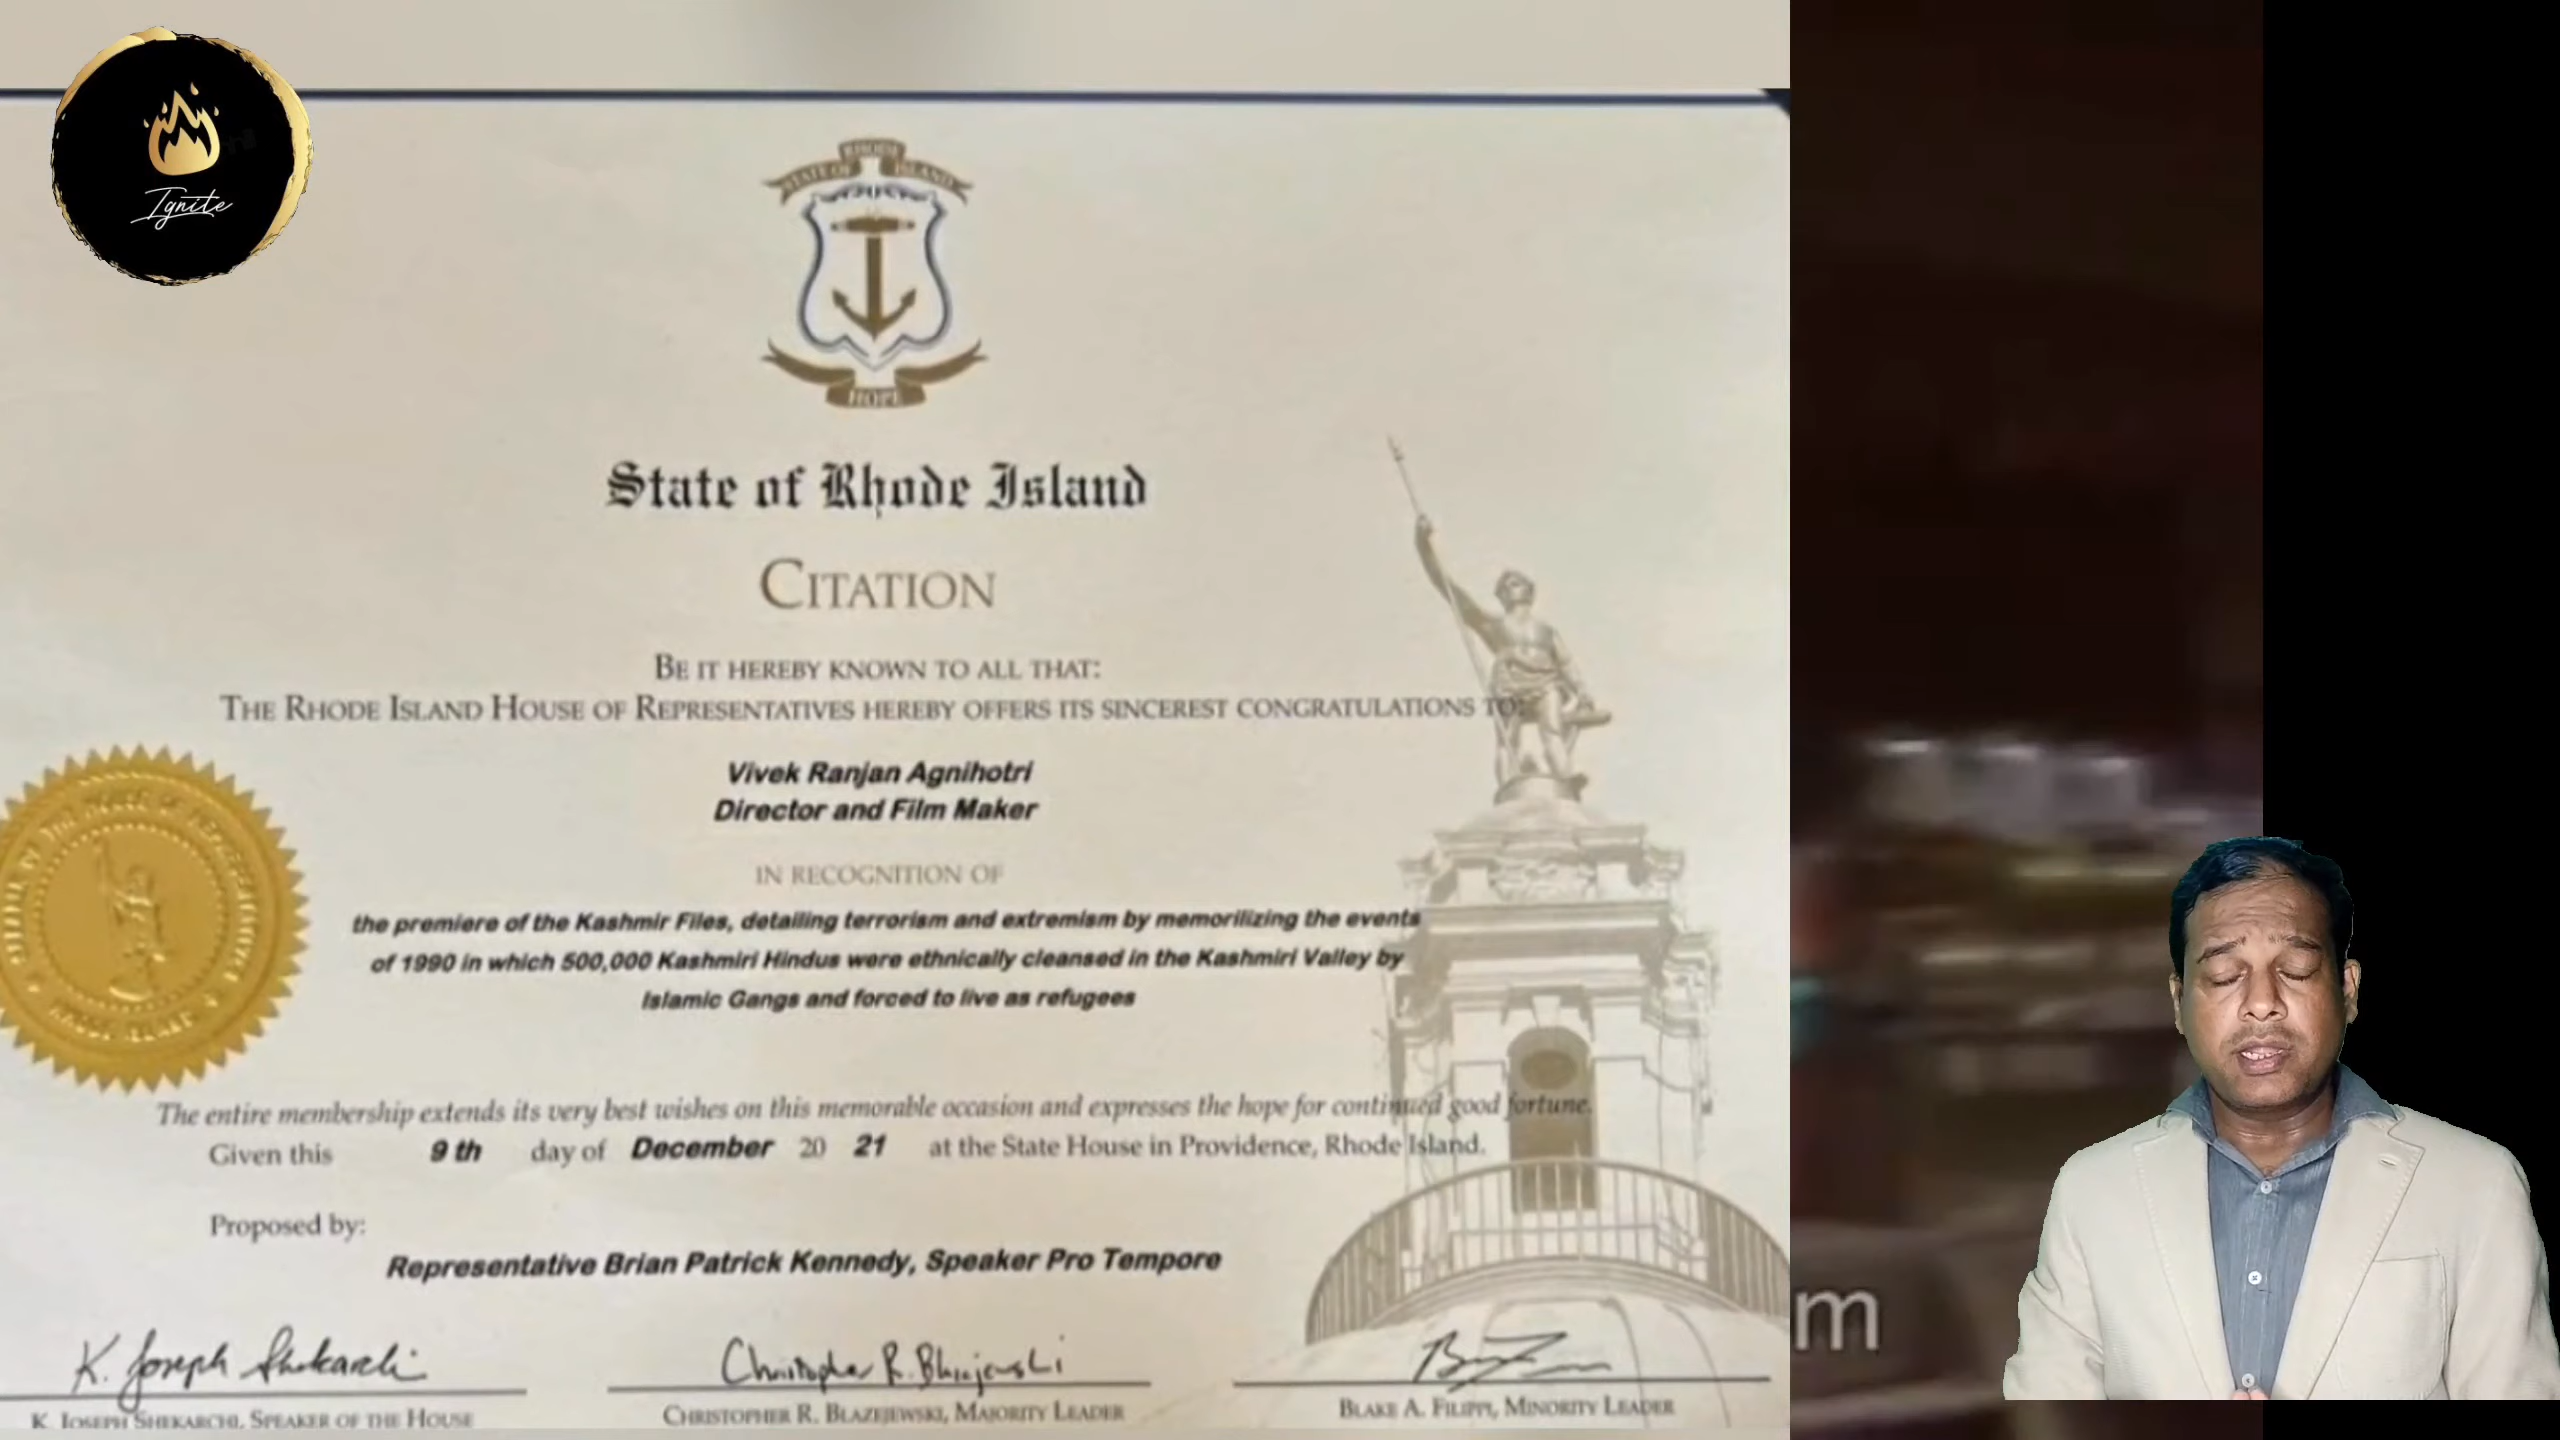 Ignite
STATE OF RHODE ISLAND
HOPE
State of Rhode Island
CITATION
BE IT HEREBY KNOWN TO ALL THAT:
THE RHODE ISLAND HOUSE OF REPRESENTATIVES HEREBY OFFERS ITS SINCEREST CONGRATULATIONS TO:
Vivek Ranjan Agnihotri
Director and Film Maker
IN RECOGNITION OF
the premiere of the Kashmir Files, detailing terrorism and extremism by memorilizing the events
of 1990 in which 500,000 Kashmiri Hindus were ethnically cleansed in the Kashmiri Valley by
Islamic Gangs and forced to live as refugees
The entire membership extends its very best wishes on this memorable occasion and expresses the hope for continued good fortune.
Given this 9 th day of December 20 21 at the State House in Providence, Rhode Island.
Proposed by:
Representative Brian Patrick Kennedy, Speaker Pro Tempore
K. Joseph Shekarchi Christopher R. Blazejewski
K. JOSEPH SHEKARCHI, SPEAKER OF THE HOUSE CHRISTOPHER R. BLAZEJEWSKI, MAJORITY LEADER BLAKE A. FILIPPI, MINORITY LEADER
m